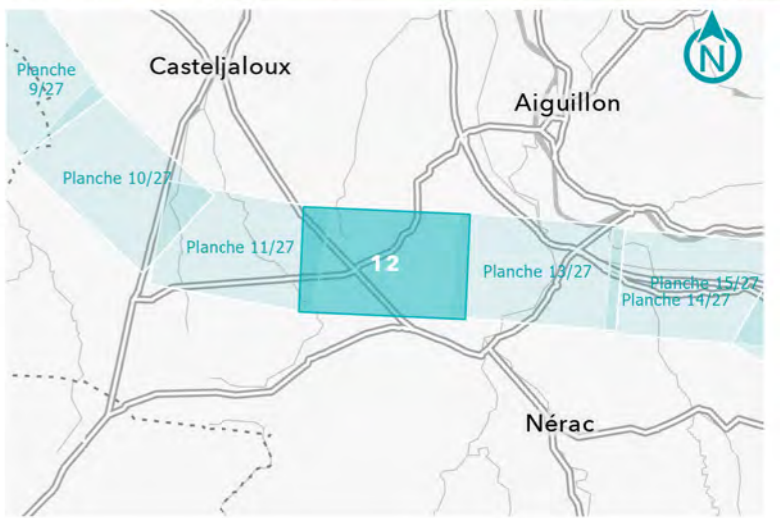 N
Casteljaloux
Planche
9/27
Aiguillon
Planche 10/27
Planche 11/27
12
Planche 13/27
Planche 15/27
Planche 14/27
Nérac